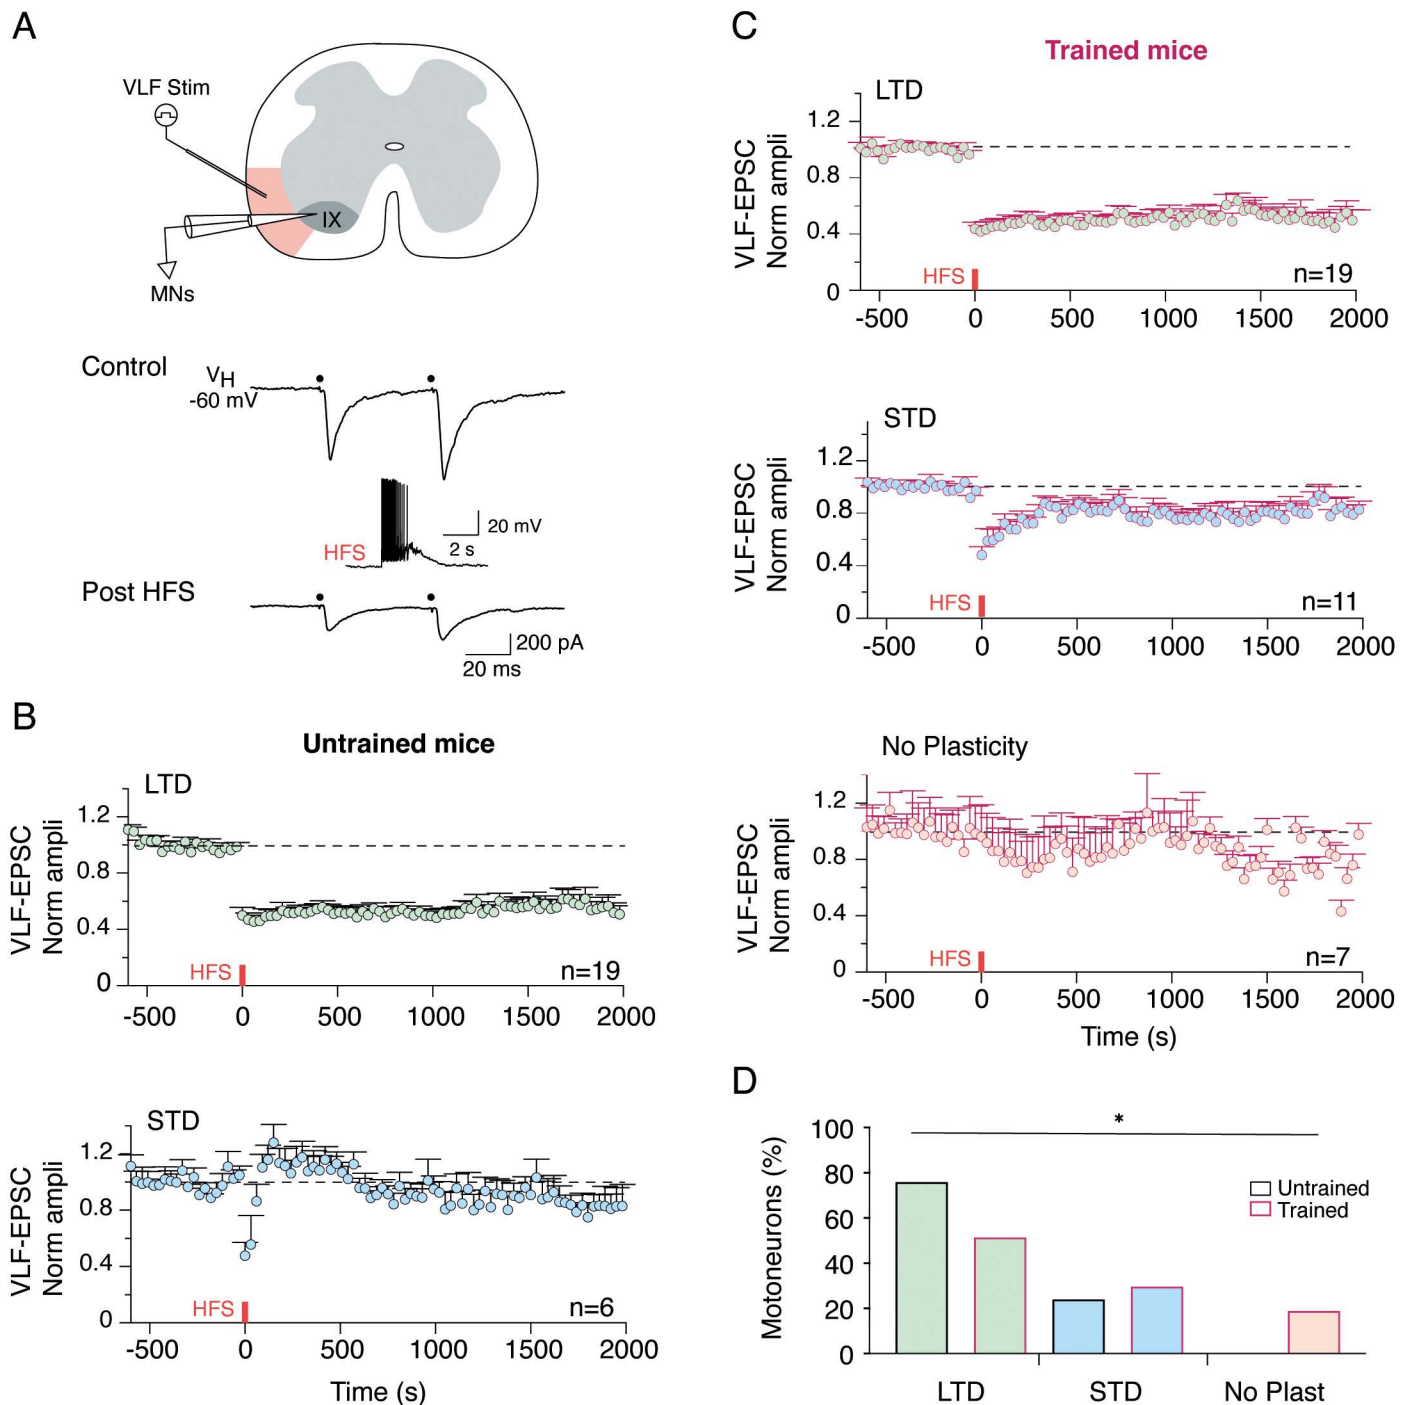 A
VLF Stim
IX
MNs
Control
VH
-60 mV
20 mV
2 s
HFS
Post HFS
200 pA
20 ms
B
Untrained mice
LTD
VLF-EPSC
Norm ampli
1.2
0.8
0.4
0
HFS
n=19
-500 0 500 1000 1500 2000
STD
VLF-EPSC
Norm ampli
1.2
0.8
0.4
0
HFS
n=6
-500 0 500 1000 1500 2000
Time (s)
C
Trained mice
LTD
VLF-EPSC
Norm ampli
1.2
0.8
0.4
0
HFS
n=19
-500 0 500 1000 1500 2000
STD
VLF-EPSC
Norm ampli
1.2
0.8
0.4
0
HFS
n=11
-500 0 500 1000 1500 2000
No Plasticity
VLF-EPSC
Norm ampli
1.2
0.8
0.4
0
HFS
n=7
-500 0 500 1000 1500 2000
Time (s)
D
*
Motoneurons (%)
100
80
60
40
20
0
Untrained
Trained
LTD STD No Plast